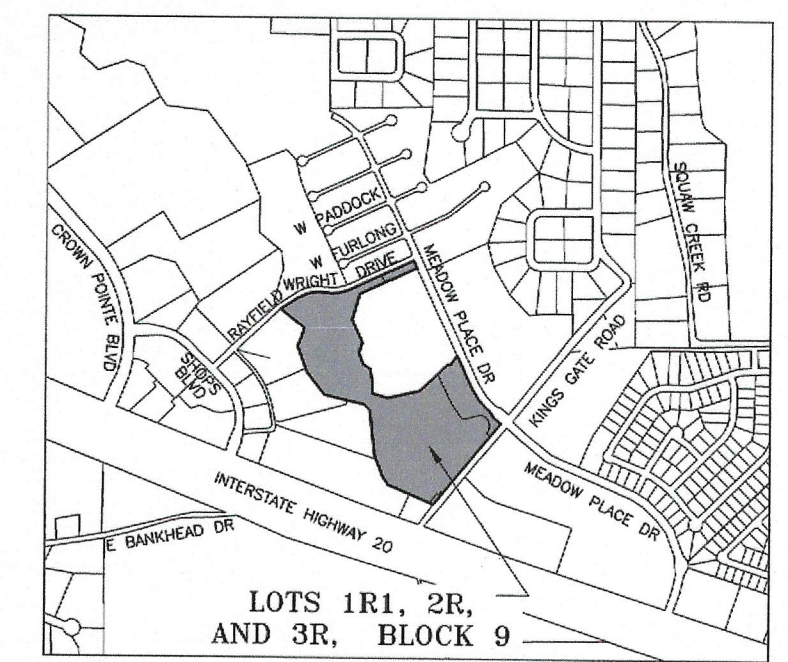 SQUAW CREEK RD
W PADDOCK
W FURLONG
CROWN POINTE BLVD
RAYFIELD WRIGHT DRIVE
MEADOW PLACE DR
KINGS GATE ROAD
SHOPS
BLVD
MEADOW PLACE DR
INTERSTATE HIGHWAY 20
E BANKHEAD DR
LOTS 1R1, 2R,
AND 3R, BLOCK 9